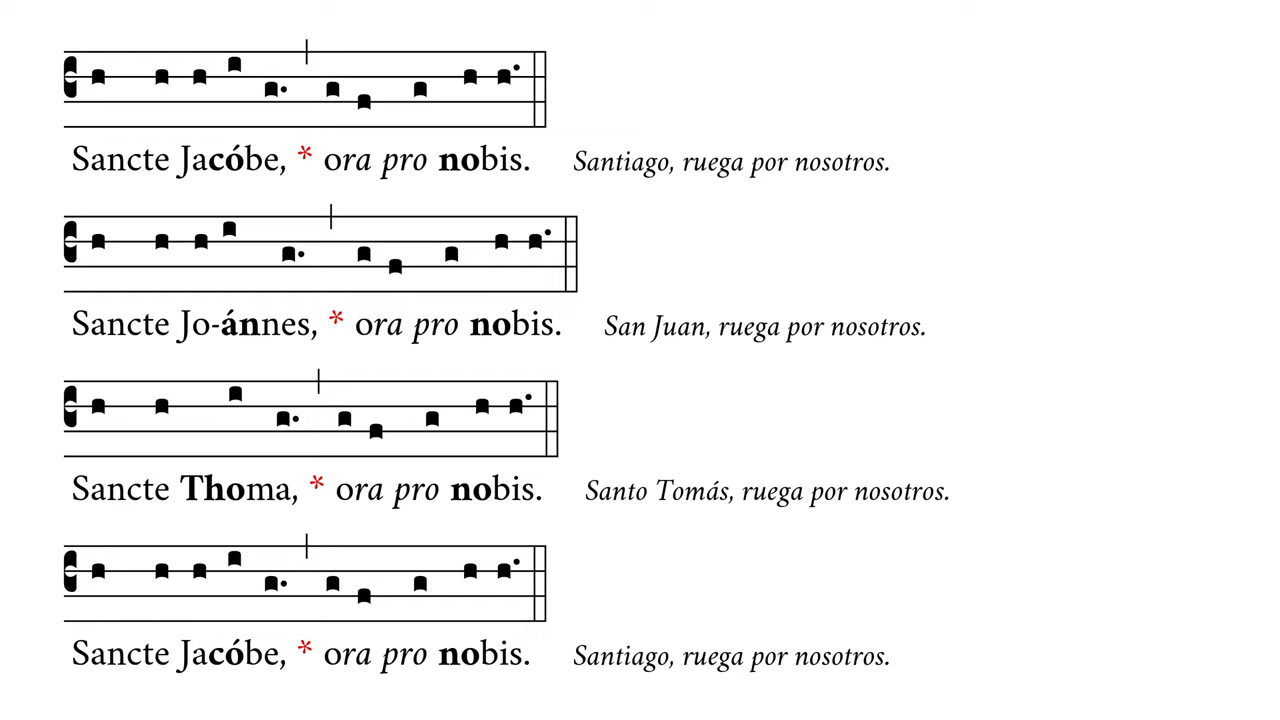 Sancte Jacóbe, * ora pro nobis. Santiago, ruega por nosotros.
Sancte Jo-ánnes, * ora pro nobis. San Juan, ruega por nosotros.
Sancte Thoma, * ora pro nobis. Santo Tomás, ruega por nosotros.
Sancte Jacóbe, * ora pro nobis. Santiago, ruega por nosotros.